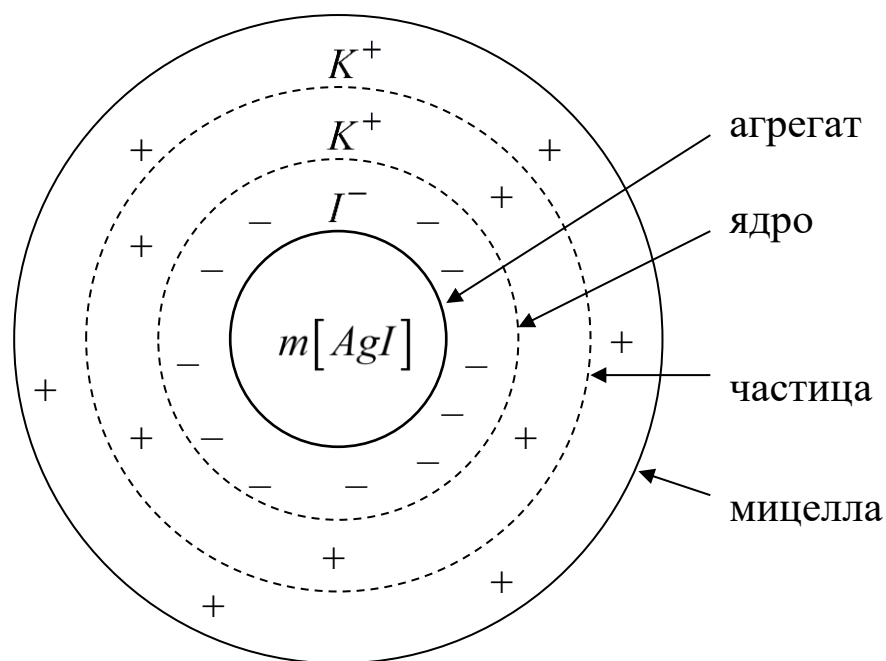 K⁺
K⁺
I⁻
m[AgI]
агрегат
ядро
частица
мицелла